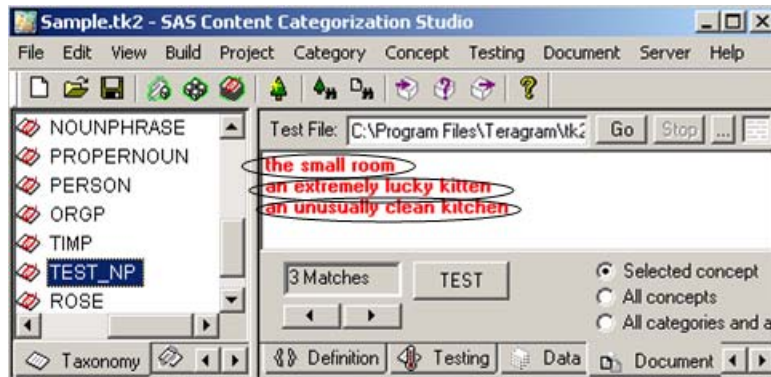 Sample.tk2 - SAS Content Categorization Studio
File Edit View Build Project Category Concept Testing Document Server Help
NOUNPHRASE
PROPERNOUN
PERSON
ORGP
TIMP
TEST_NP
ROSE
Taxonomy
Test File: C:\Program Files\Teragram\tk2 Go Stop ...
the small room
an extremely lucky kitten
an unusually clean kitchen
3 Matches TEST
Selected concept
All concepts
All categories and a
Definition Testing Data Document